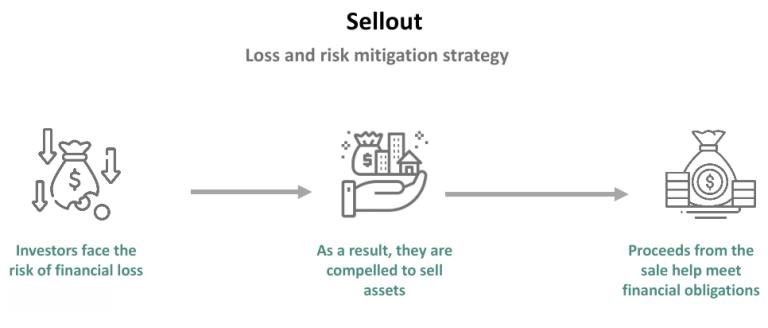 Sellout
Loss and risk mitigation strategy
Investors face the
risk of financial loss
As a result, they are
compelled to sell
assets
Proceeds from the
sale help meet
financial obligations